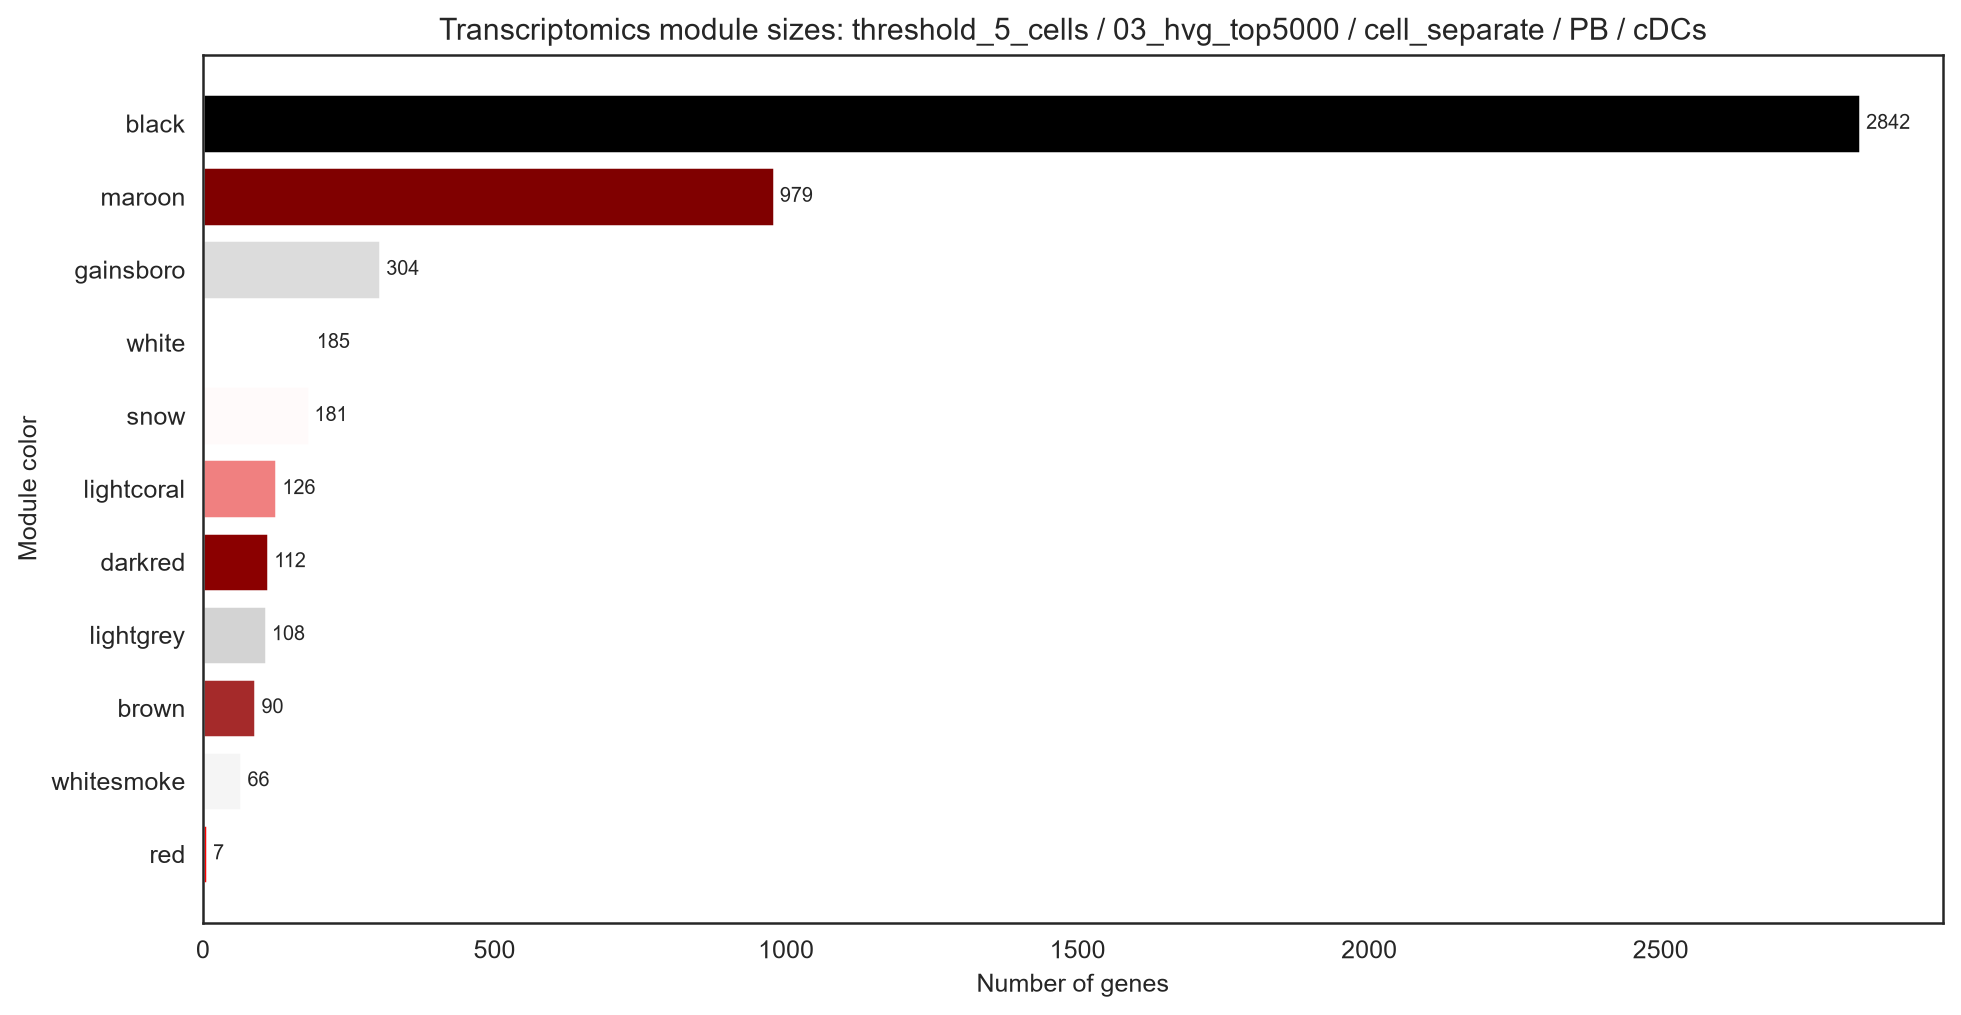 Transcriptomics module sizes: threshold_5_cells / 03_hvg_top5000 / cell_separate / PB / cDCs
Module color
black 2842
maroon 979
gainsboro 304
white 185
snow 181
lightcoral 126
darkred 112
lightgrey 108
brown 90
whitesmoke 66
red 7
0 500 1000 1500 2000 2500
Number of genes